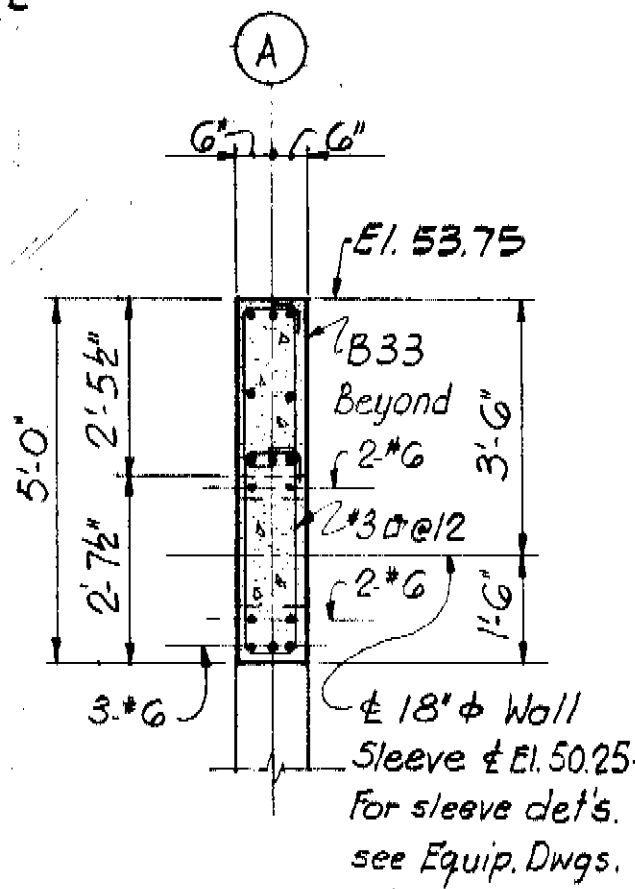 A
6" 6"
El. 53.75
B33
Beyond
2'-5½"
5'-0"
3'-6"
2-#6
#3 @12
2'-7½"
2-#6
1'-6"
3-#6
℄ 18" ϕ Wall
Sleeve ℄ El. 50.25
For sleeve det's.
see Equip. Dwgs.